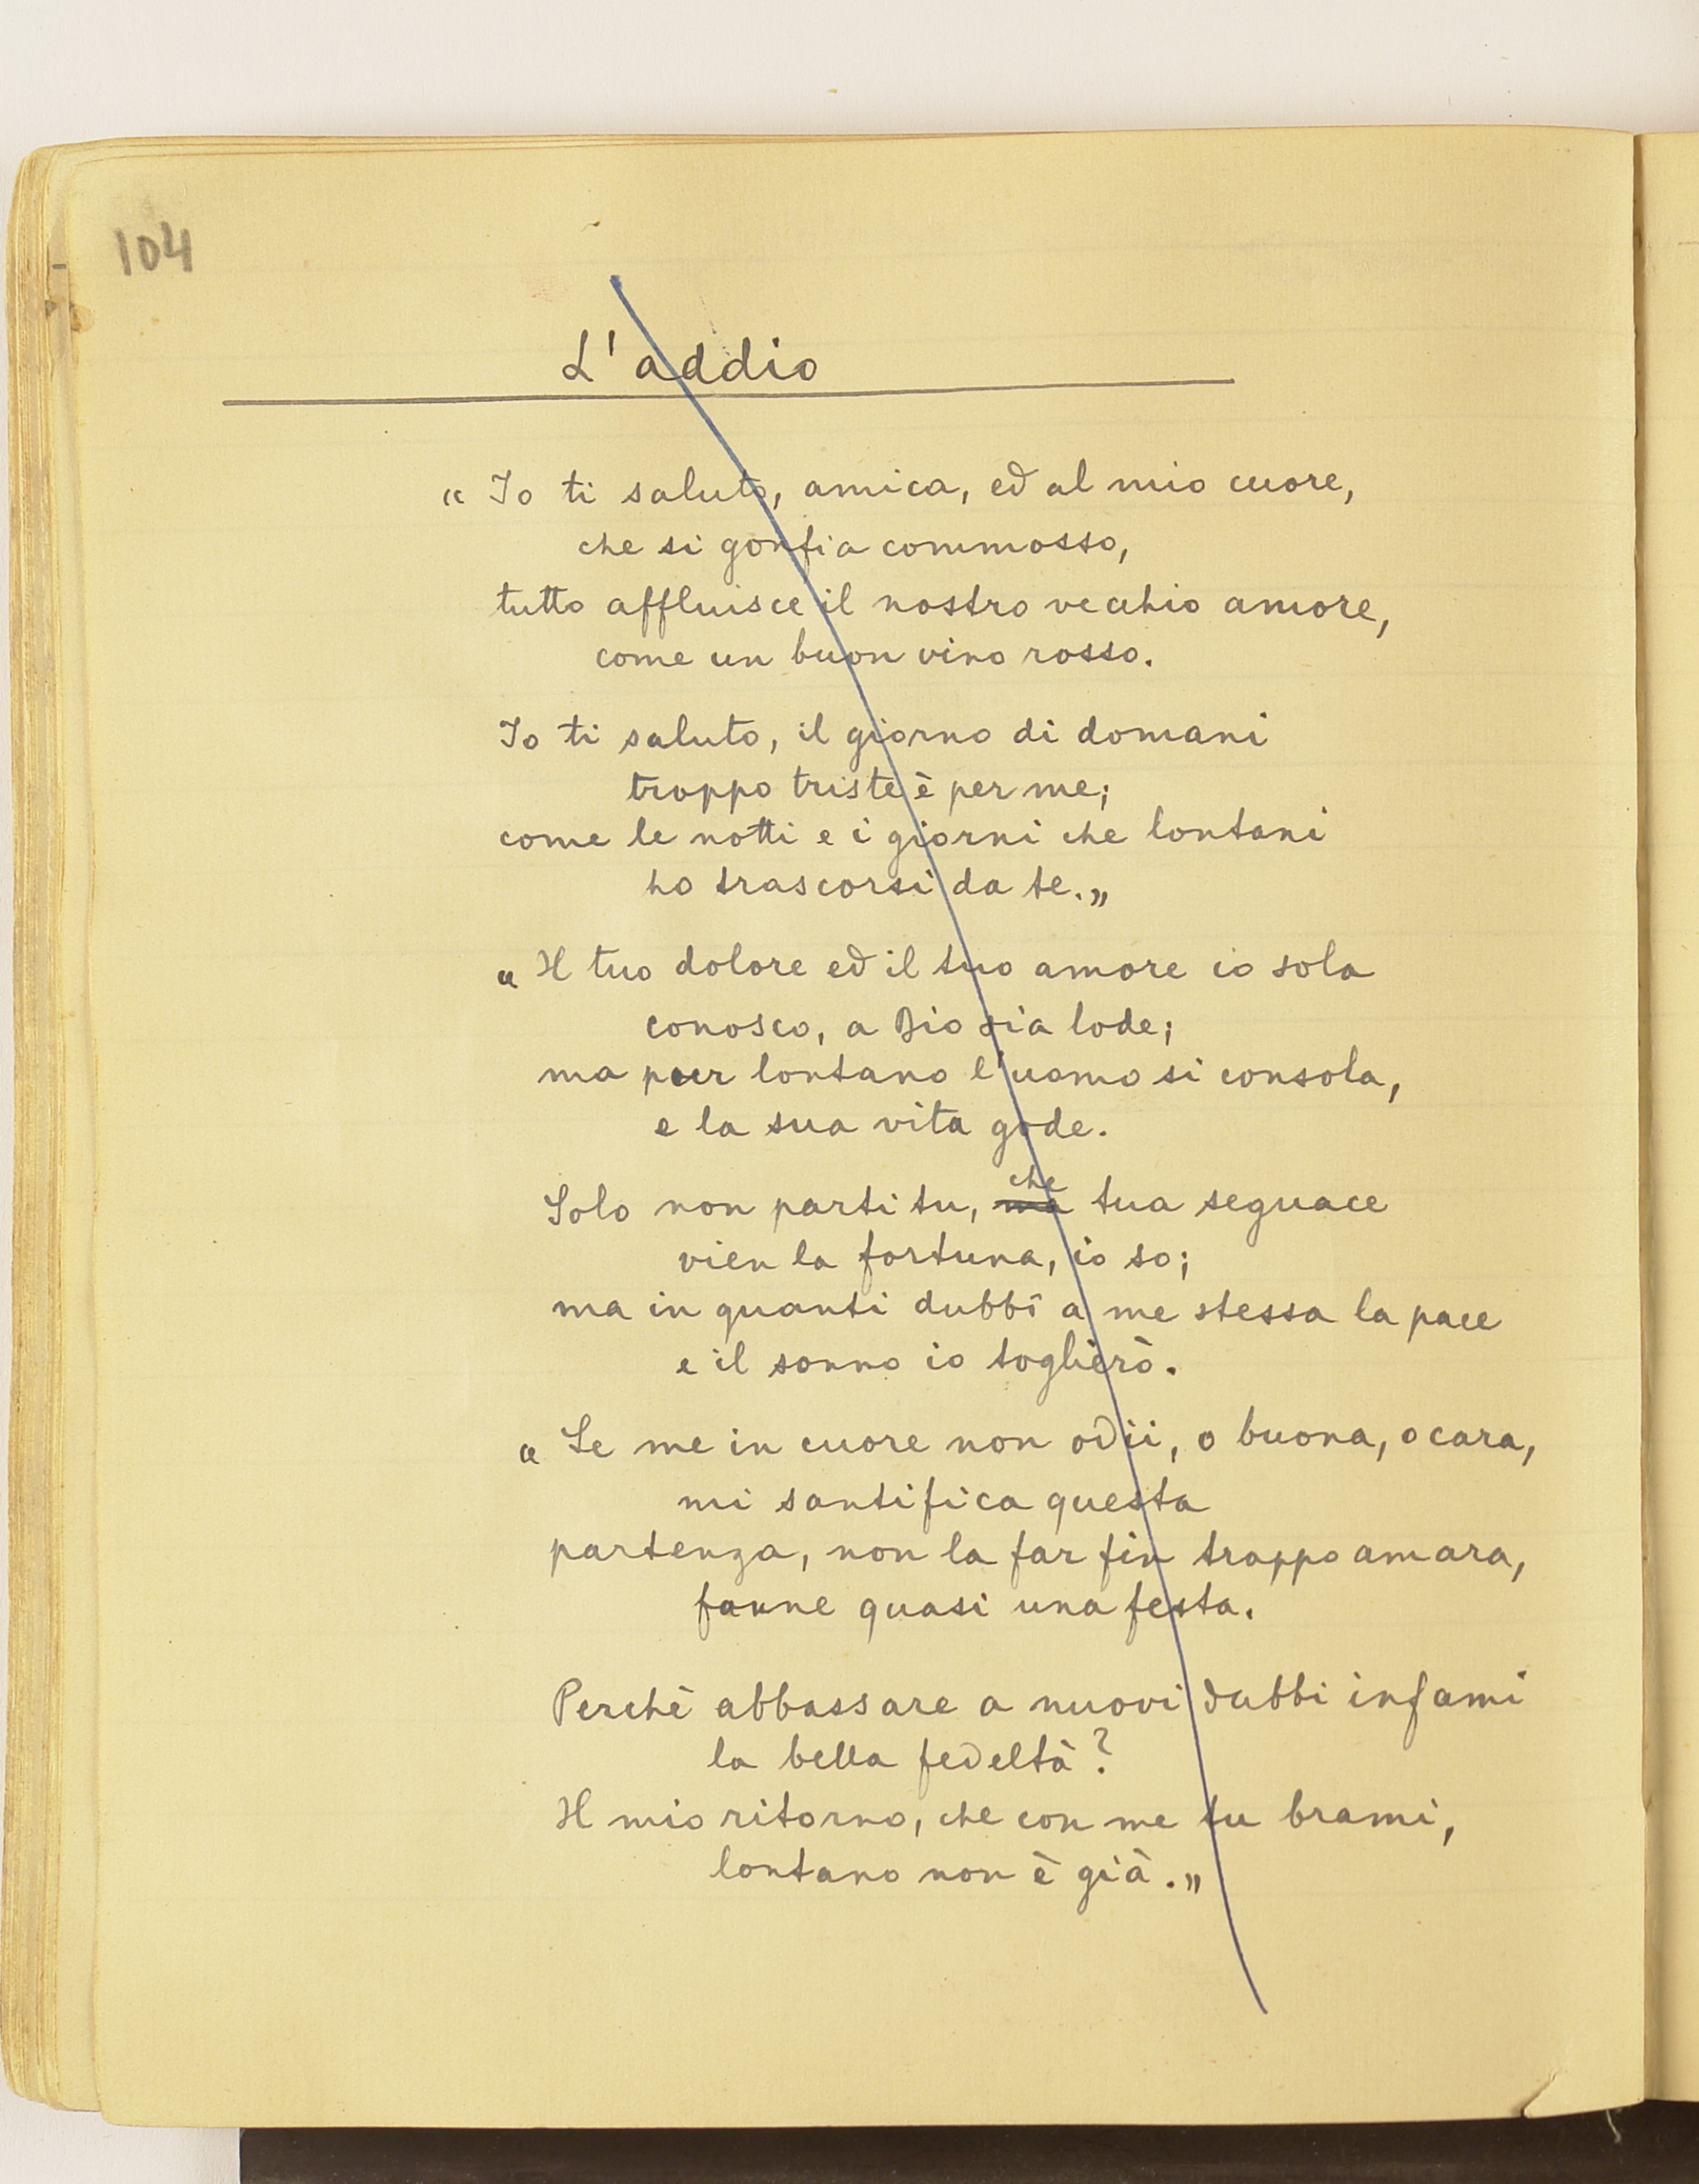 104
L'addio
"Io ti saluto, amica, ed al mio cuore,
che si gonfia commosso,
tutto affluisce il nostro vecchio amore,
come un buon vino rosso.
Io ti saluto, il giorno di domani
troppo triste è per me;
come le notti e i giorni che lontani
ho trascorsi da te."
"Il tuo dolore ed il tuo amore io sola
conosco, a Dio sia lode;
ma pur lontano l'uomo si consola,
e la sua vita gode.
che
Solo non parti tu, ma tua seguace
vien la fortuna, io so;
ma in quanti dubbî a me stessa la pace
e il sonno io toglierò.
"Se me in cuore non odii, o buona, o cara,
mi santifica questa
partenza, non la far fin troppo amara,
fanne quasi una festa.
Perchè abbassare a nuovi dubbi infami
la bella fedeltà?
Il mio ritorno, che con me tu brami,
lontano non è già."